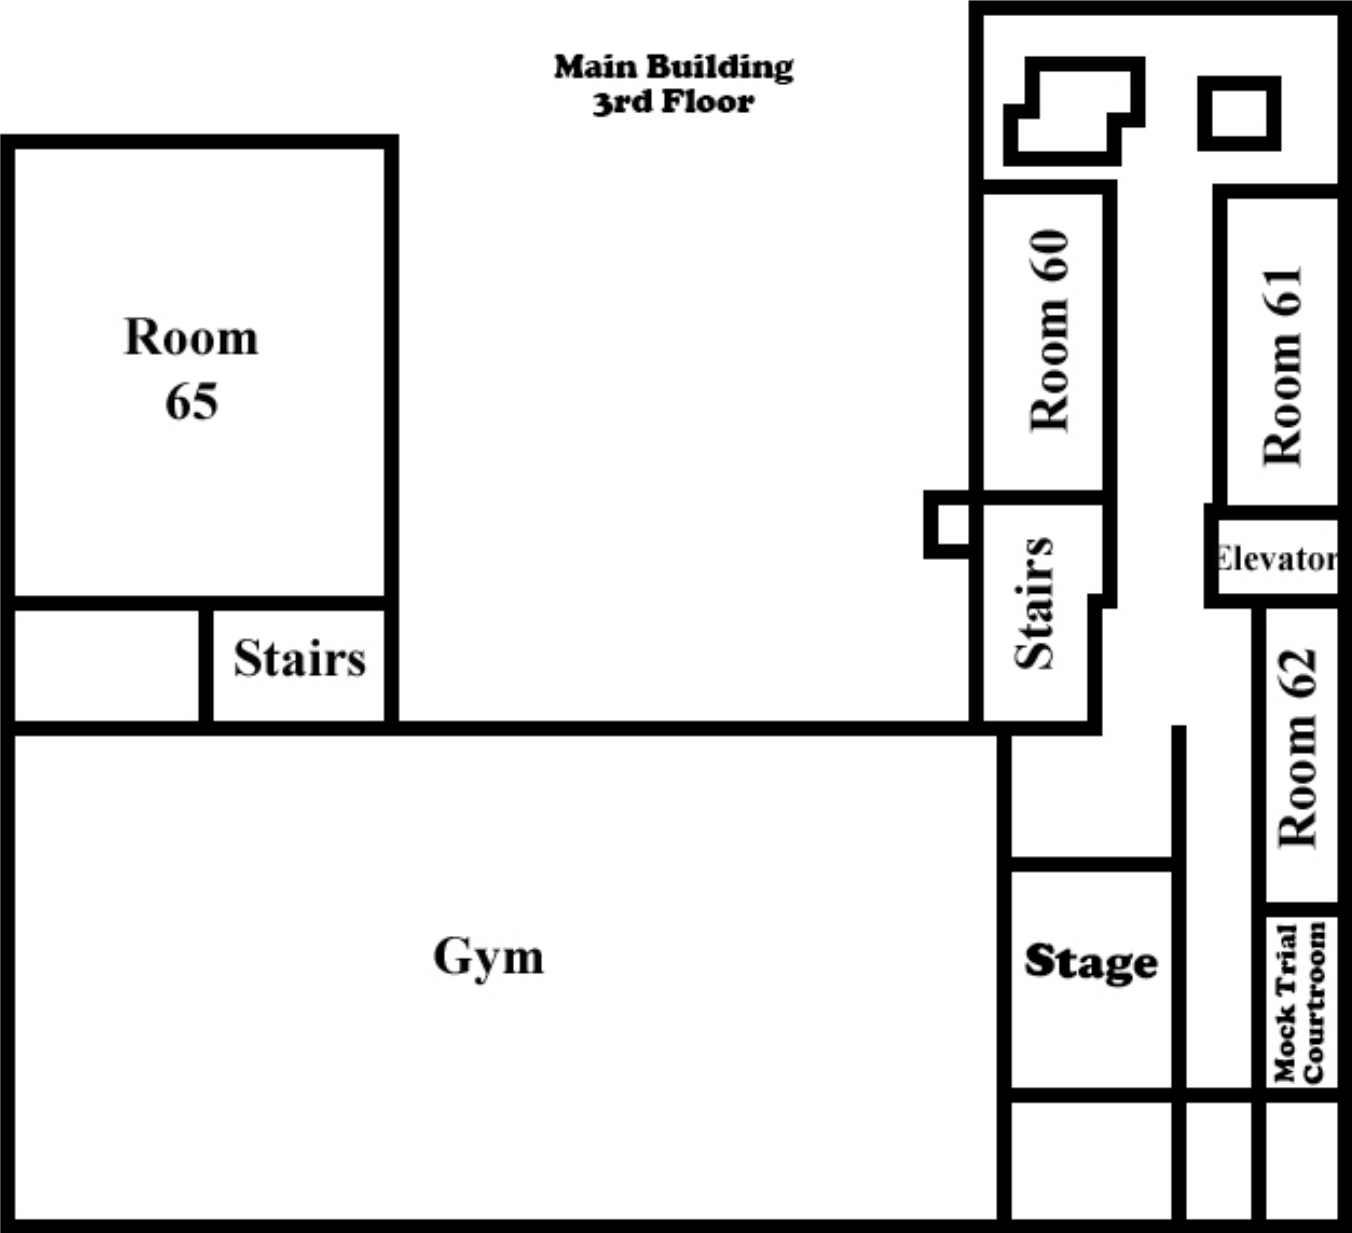 Main Building
3rd Floor
Room
65
Room 60
Room 61
Elevator
Stairs
Stairs
Room 62
Gym
Stage
Mock Trial
Courtroom